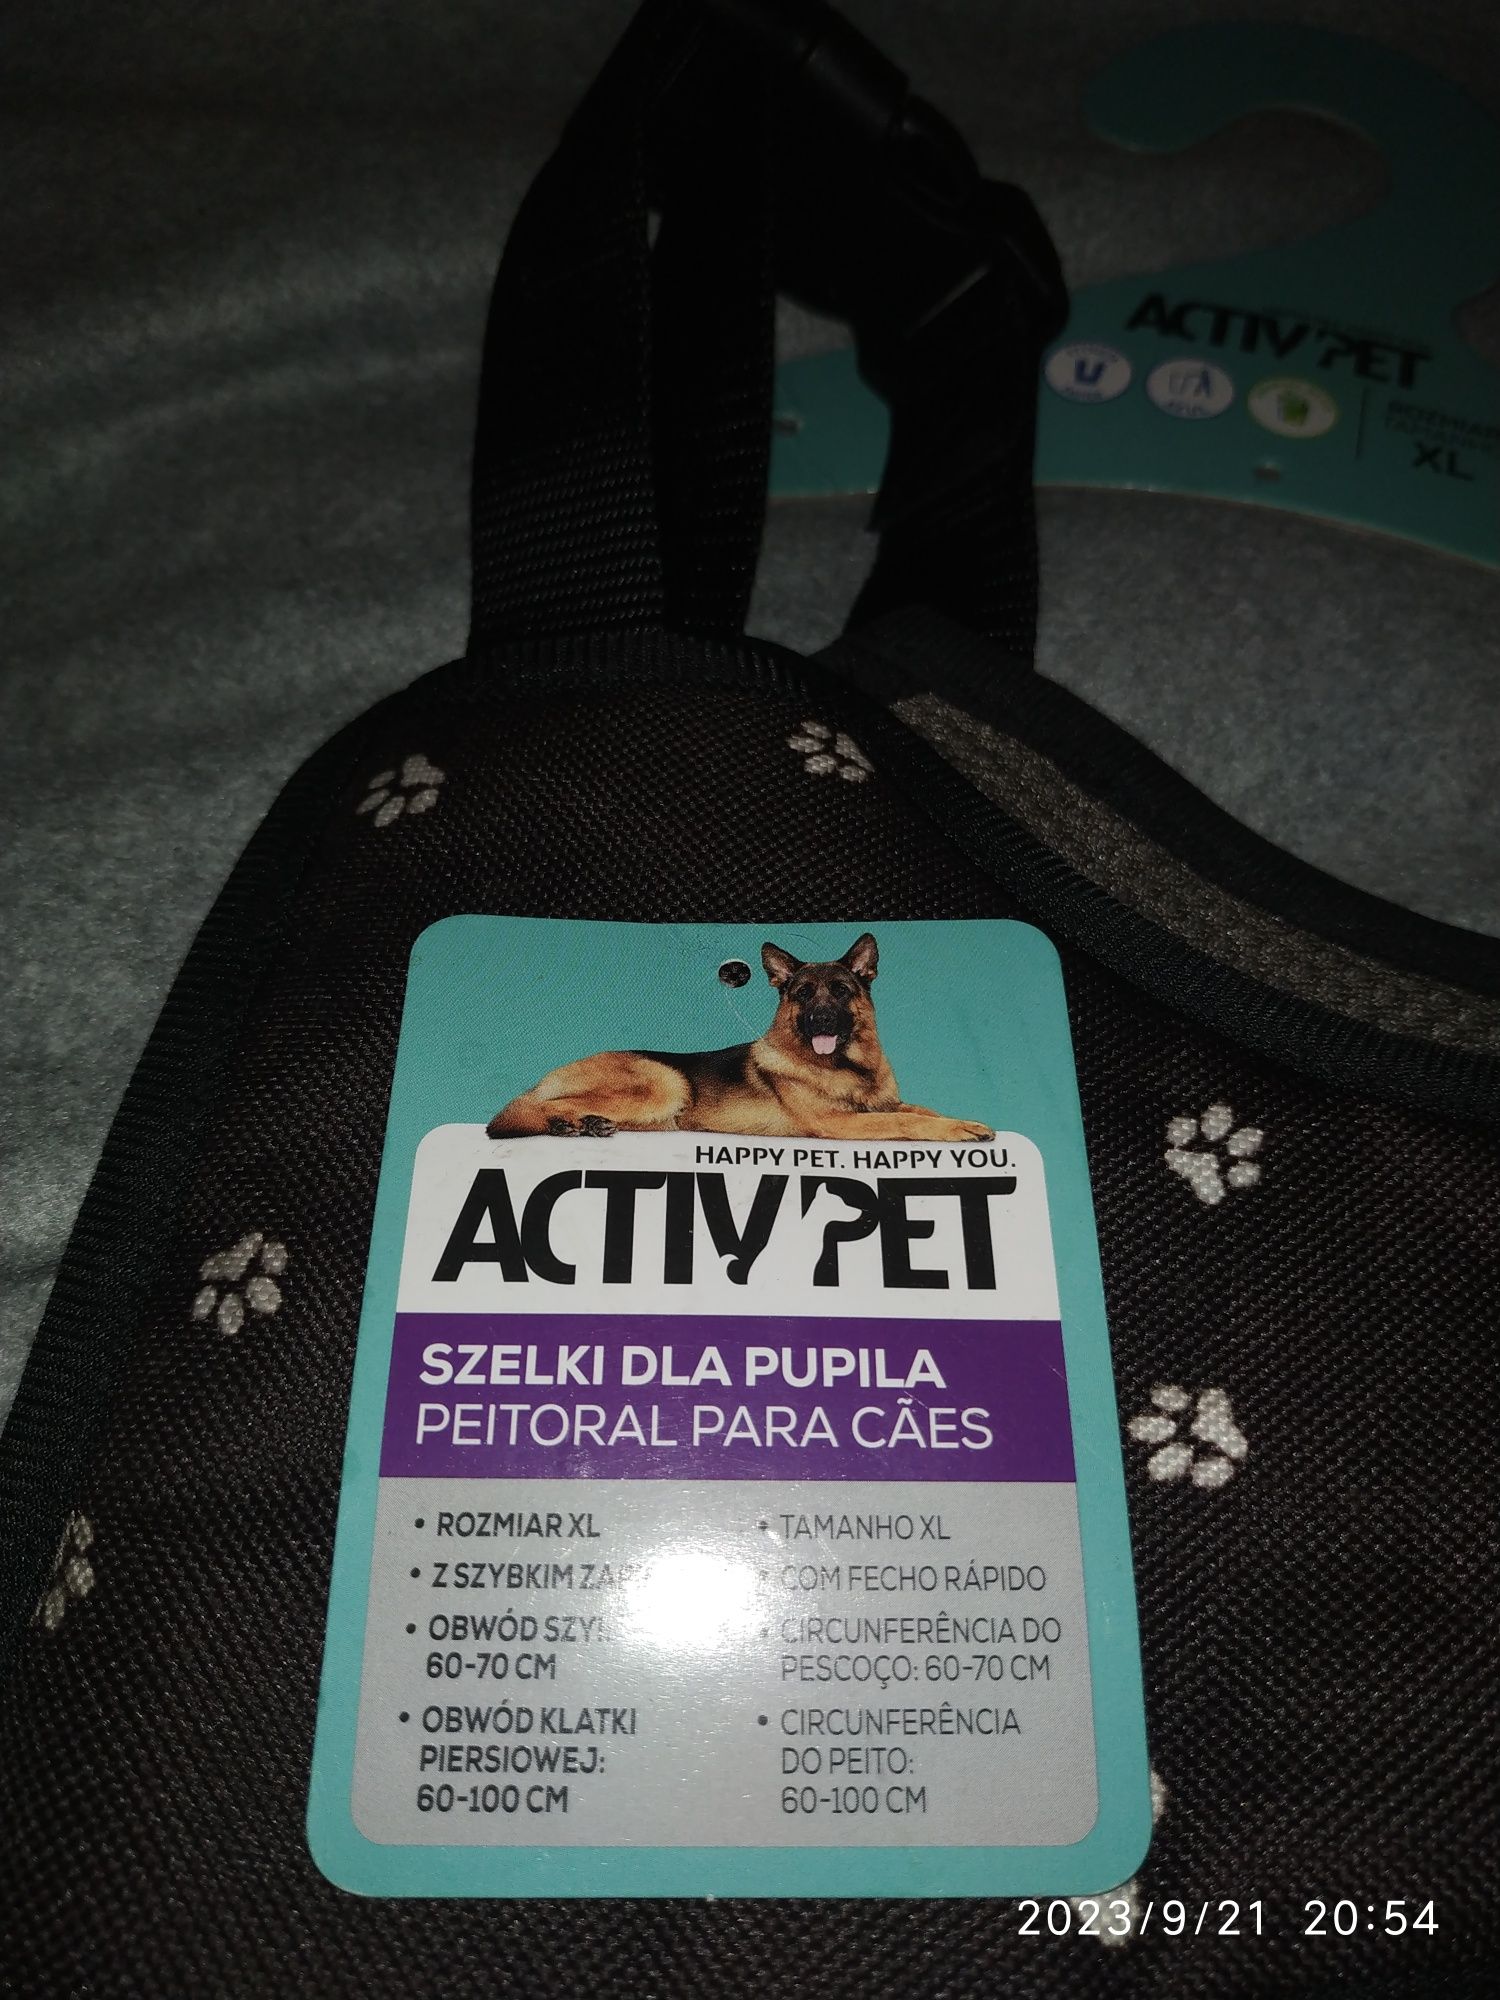 ACTIV'PET
XL
HAPPY PET. HAPPY YOU.
ACTIV'PET
SZELKI DLA PUPILA
PEITORAL PARA CÃES
• ROZMIAR XL
• Z SZYBKIM
• OBWÓD
60-70 CM
• OBWÓD KLATKI
PIERSIOWEJ:
60-100 CM
• TAMANHO XL
• COM FECHO RÁPIDO
• CIRCUNFERÊNCIA DO
PESCOÇO: 60-70 CM
• CIRCUNFERÊNCIA
DO PEITO:
60-100 CM
2023/9/21 20:54